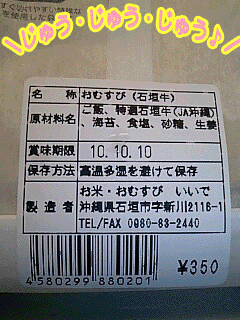 \じゅう・じゅう・じゅう♪/
名 称 おむすび(石垣牛)
原材料名 ご飯、特選石垣牛(JA沖縄)
、海苔、食塩、砂糖、生姜
賞味期限 10.10.10
保存方法 高温多湿を避けて保存
製造者 お米・おむすび いいで
沖縄県石垣市字新川2116-1
TEL/FAX 0980-83-2440
4580299880201
¥350